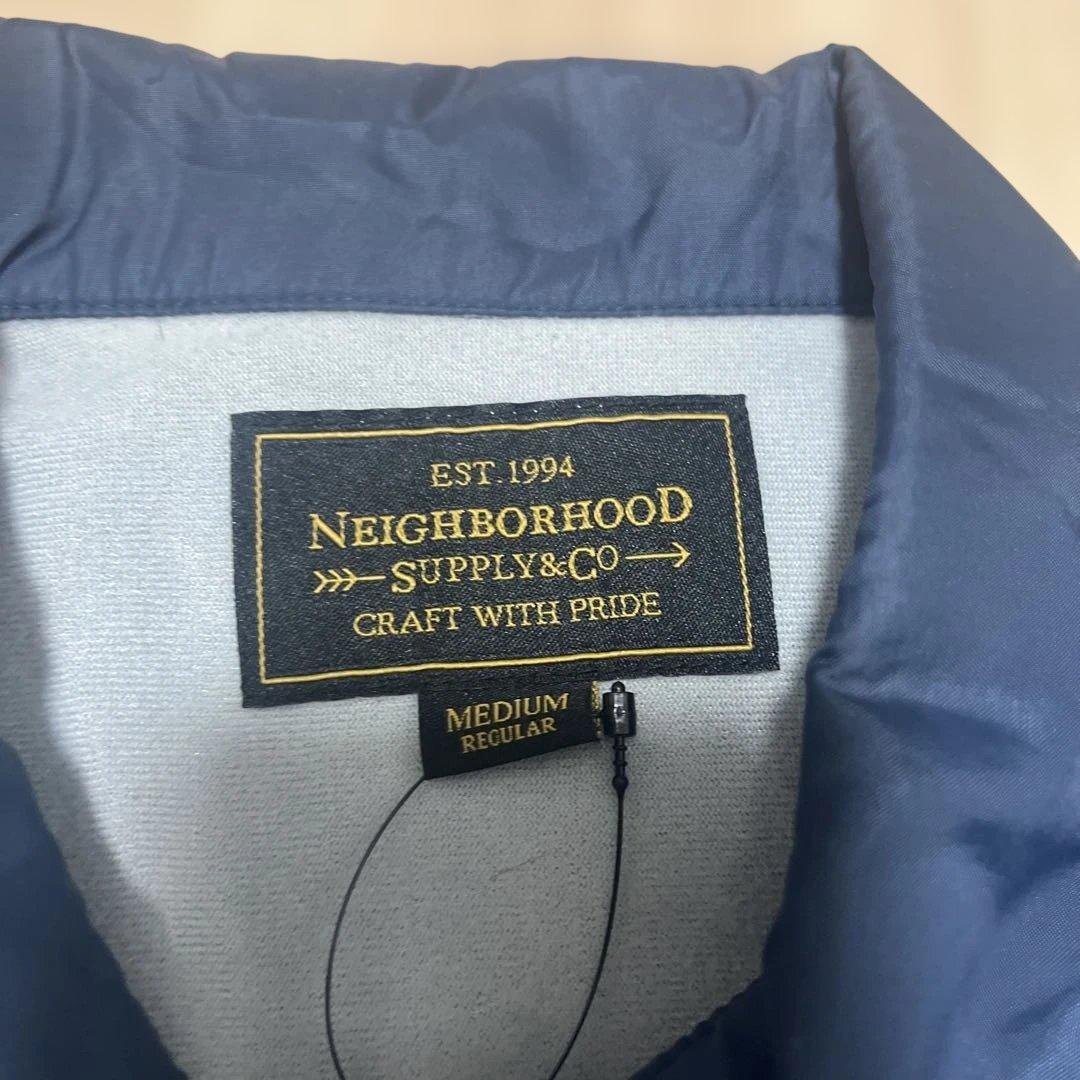 EST.1994
NEIGHBORHOOD
SUPPLY&CO
CRAFT WITH PRIDE
MEDIUM
REGULAR